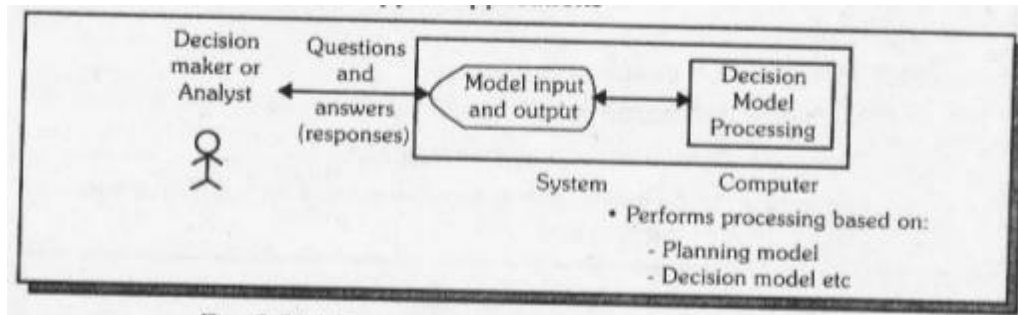 Decision
maker or
Analyst
Questions
and
answers
(responses)
Model input
and output
Decision
Model
Processing
System
Computer
• Performs processing based on:
- Planning model
- Decision model etc